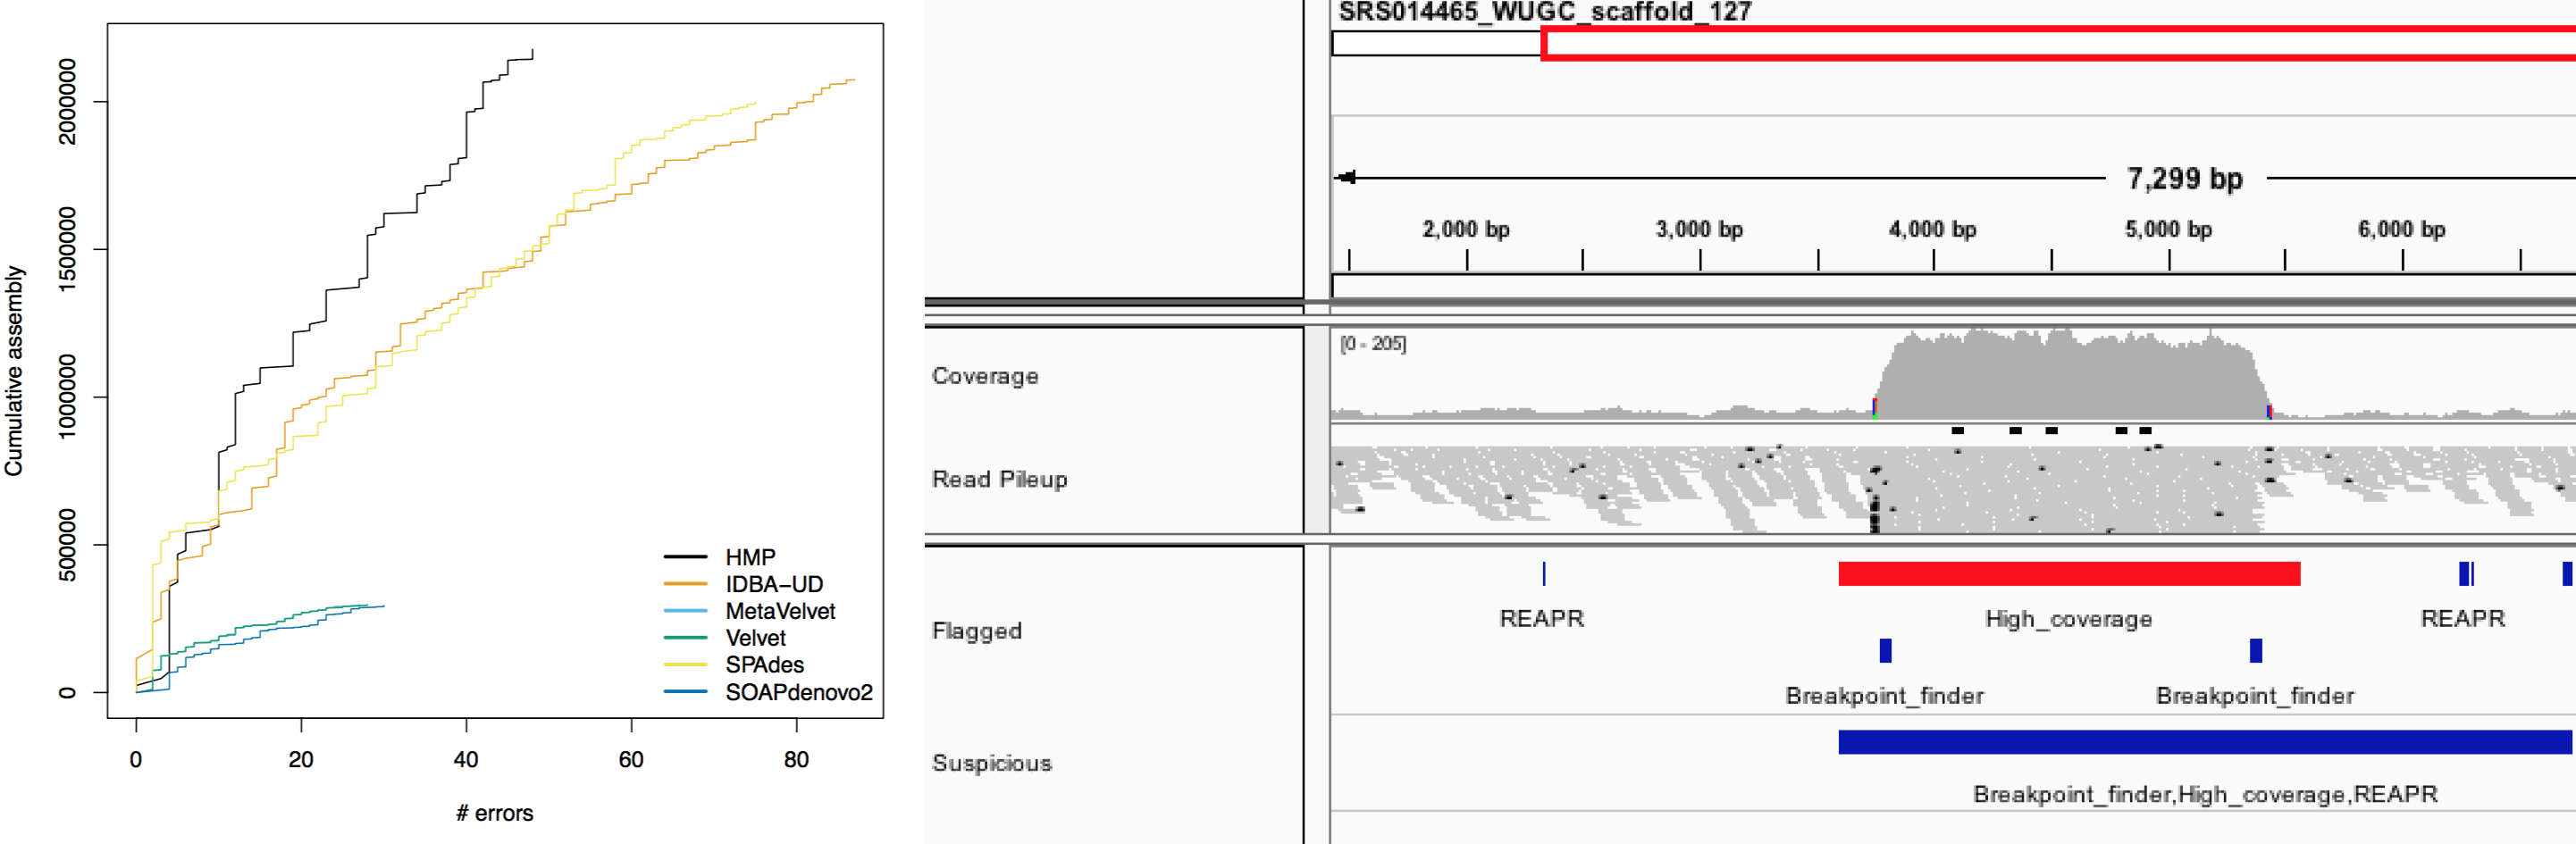 Cumulative assembly
2000000
1500000
1000000
500000
0
0 20 40 60 80
# errors
HMP
IDBA−UD
MetaVelvet
Velvet
SPAdes
SOAPdenovo2
SRS014465_WUGC_scaffold_127
7,299 bp
2,000 bp 3,000 bp 4,000 bp 5,000 bp 6,000 bp
[0 - 205]
Coverage
Read Pileup
Flagged
REAPR High_coverage REAPR
Breakpoint_finder Breakpoint_finder
Suspicious
Breakpoint_finder,High_coverage,REAPR